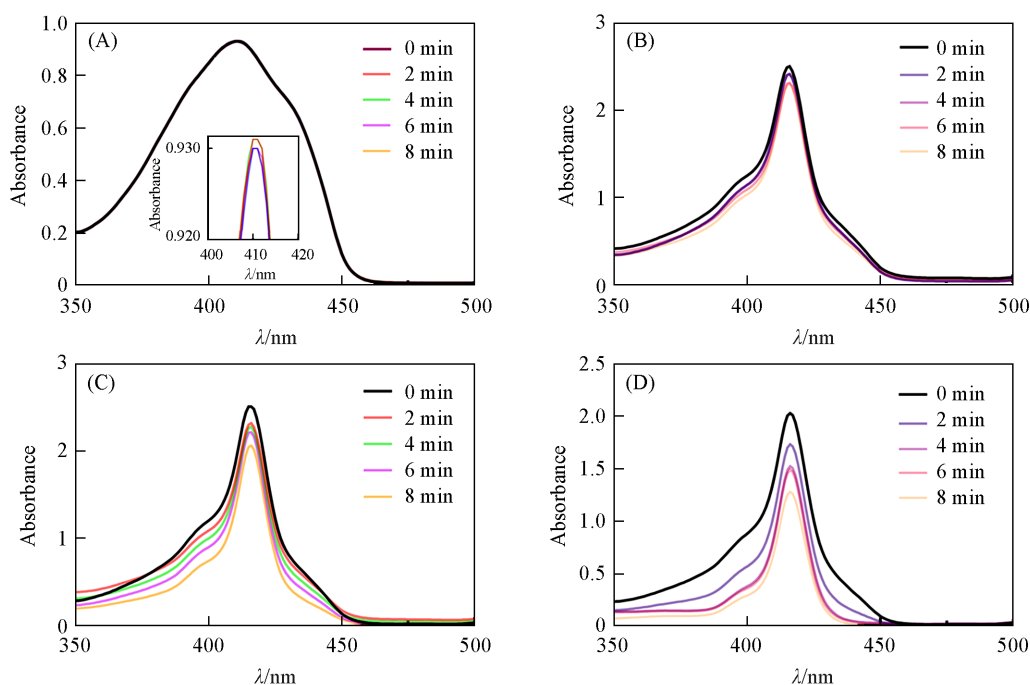 (A)
1.0
0.8
0.6
0.4
0.2
0
Absorbance
0 min
2 min
4 min
6 min
8 min
0.930
0.920
Absorbance
400 410 420
λ/nm
350 400 450 500
λ/nm
(B)
3
2
1
0
Absorbance
0 min
2 min
4 min
6 min
8 min
350 400 450 500
λ/nm
(C)
3
2
1
0
Absorbance
0 min
2 min
4 min
6 min
8 min
350 400 450 500
λ/nm
(D)
2.5
2.0
1.5
1.0
0.5
0
Absorbance
0 min
2 min
4 min
6 min
8 min
350 400 450 500
λ/nm